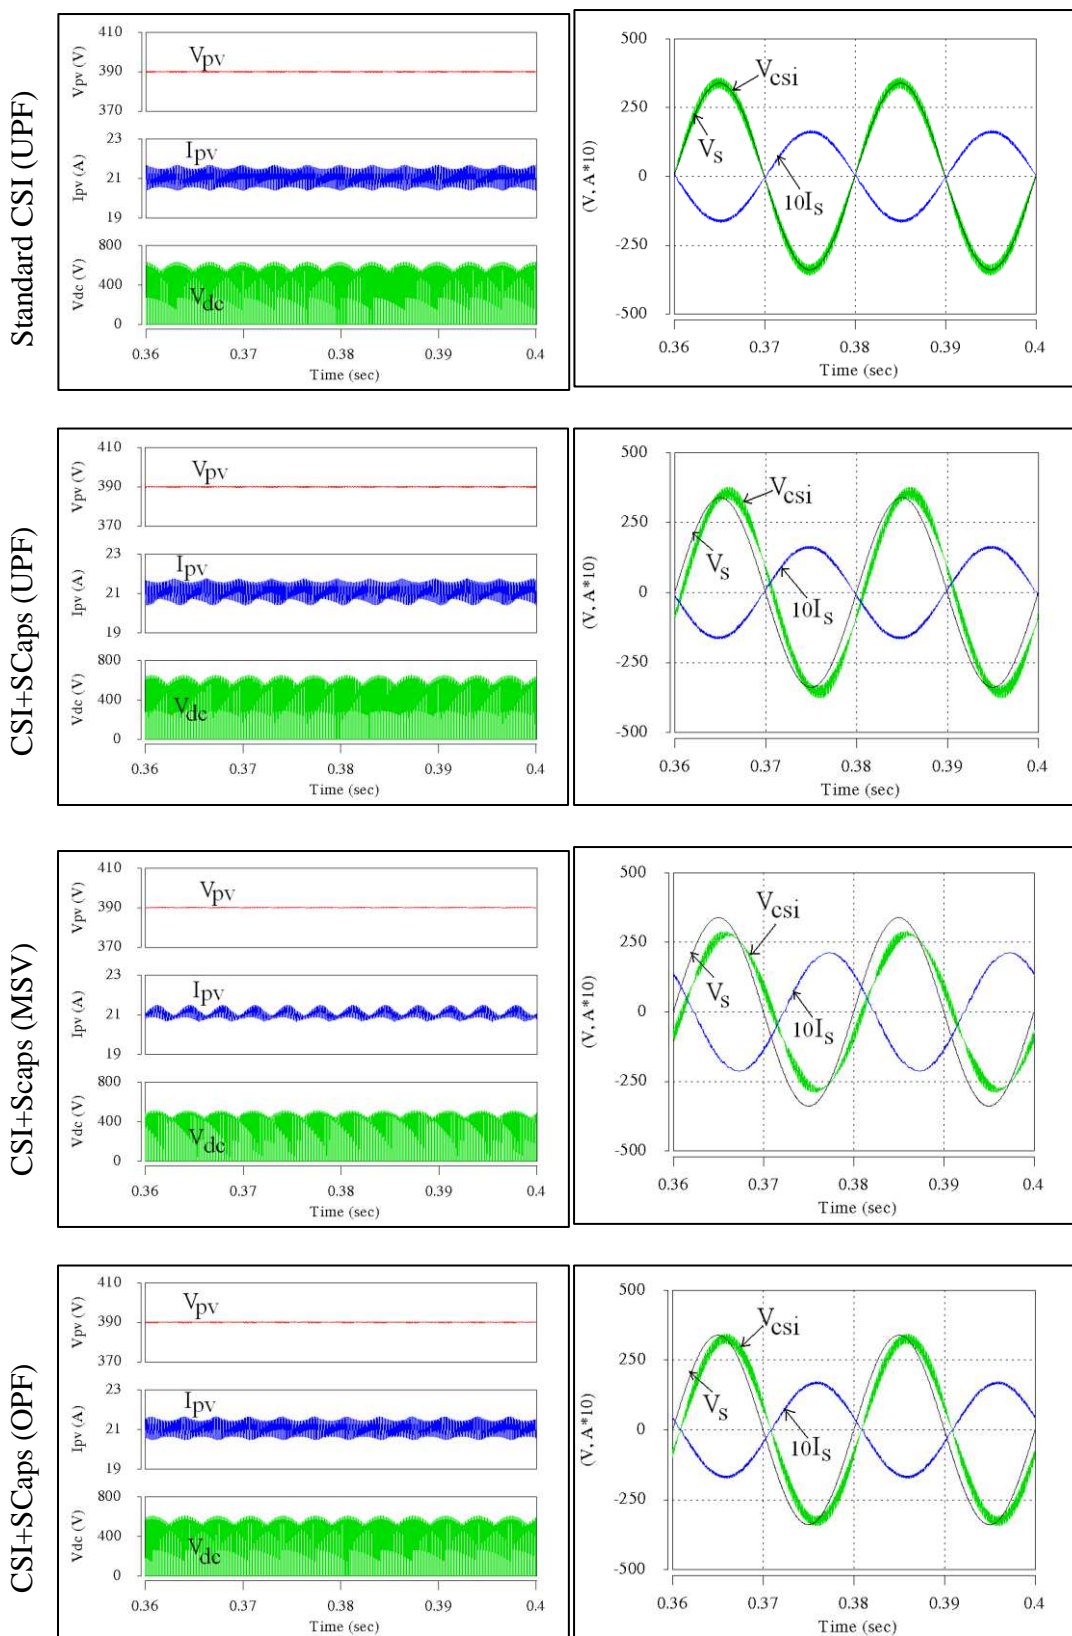 Standard CSI (UPF)
410
390
370
Vpv (V)
Vpv
23
21
19
Ipv (A)
Ipv
800
400
0
Vdc (V)
Vdc
0.36 0.37 0.38 0.39 0.4
Time (sec)
500
250
0
-250
-500
(V, A*10)
Vcsi
Vs
10Is
0.36 0.37 0.38 0.39 0.4
Time (sec)
CSI+SCaps (UPF)
410
390
370
Vpv (V)
Vpv
23
21
19
Ipv (A)
Ipv
800
400
0
Vdc (V)
Vdc
0.36 0.37 0.38 0.39 0.4
Time (sec)
500
250
0
-250
-500
(V, A*10)
Vcsi
Vs
10Is
0.36 0.37 0.38 0.39 0.4
Time (sec)
CSI+Scaps (MSV)
410
390
370
Vpv (V)
Vpv
23
21
19
Ipv (A)
Ipv
800
400
0
Vdc (V)
Vdc
0.36 0.37 0.38 0.39 0.4
Time (sec)
500
250
0
-250
-500
(V, A*10)
Vcsi
Vs
10Is
0.36 0.37 0.38 0.39 0.4
Time (sec)
CSI+SCaps (OPF)
410
390
370
Vpv (V)
Vpv
23
21
19
Ipv (A)
Ipv
800
400
0
Vdc (V)
Vdc
0.36 0.37 0.38 0.39 0.4
Time (sec)
500
250
0
-250
-500
(V, A*10)
Vcsi
Vs
10Is
0.36 0.37 0.38 0.39 0.4
Time (sec)